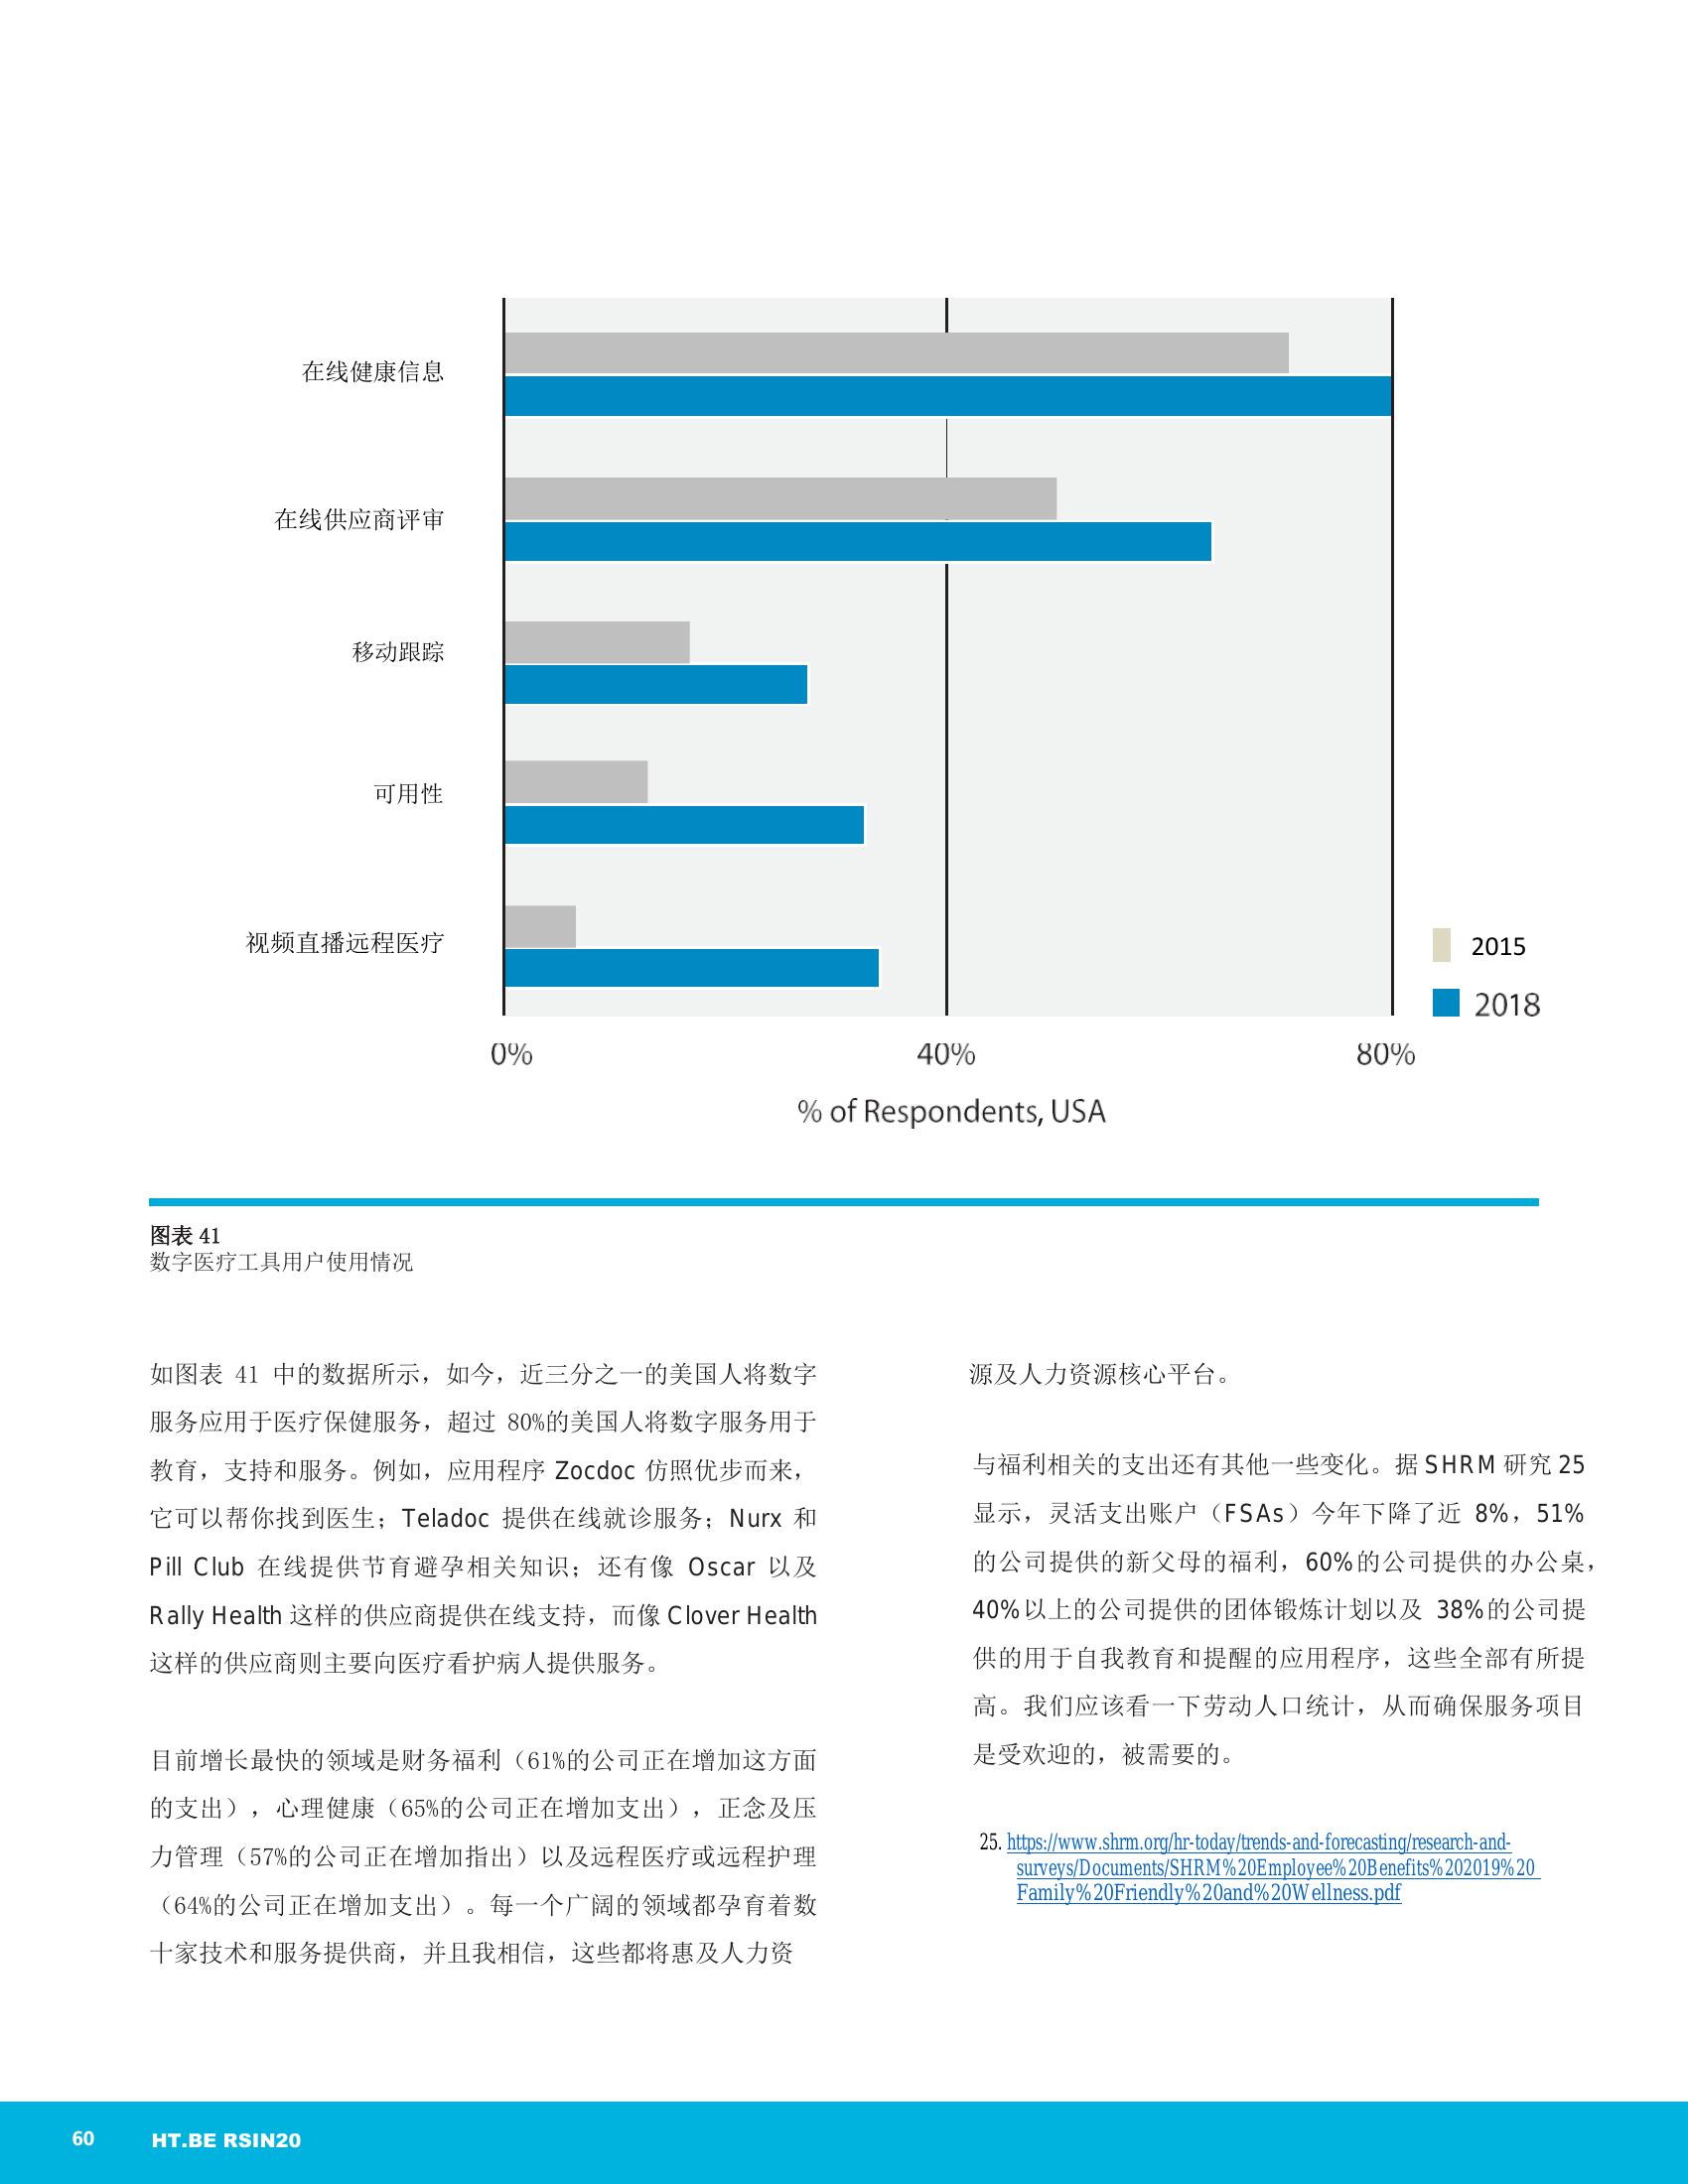 在线健康信息
在线供应商评审
移动跟踪
可用性
视频直播远程医疗
2015
2018
0%
40%
80%
% of Respondents, USA
图表 41
数字医疗工具用户使用情况
如图表 41 中的数据所示，如今，近三分之一的美国人将数字
服务应用于医疗保健服务，超过 80%的美国人将数字服务用于
教育，支持和服务。例如，应用程序 Zocdoc 仿照优步而来，
它可以帮你找到医生；Teladoc 提供在线就诊服务；Nurx 和
Pill Club 在线提供节育避孕相关知识；还有像 Oscar 以及
Rally Health 这样的供应商提供在线支持，而像 Clover Health
这样的供应商则主要向医疗看护病人提供服务。
目前增长最快的领域是财务福利（61%的公司正在增加这方面
的支出），心理健康（65%的公司正在增加支出），正念及压
力管理（57%的公司正在增加指出）以及远程医疗或远程护理
（64%的公司正在增加支出）。每一个广阔的领域都孕育着数
十家技术和服务提供商，并且我相信，这些都将惠及人力资
源及人力资源核心平台。
与福利相关的支出还有其他一些变化。据 SHRM 研究 25
显示，灵活支出账户（FSAs）今年下降了近 8%，51%
的公司提供的新父母的福利，60%的公司提供的办公桌，
40%以上的公司提供的团体锻炼计划以及 38%的公司提
供的用于自我教育和提醒的应用程序，这些全部有所提
高。我们应该看一下劳动人口统计，从而确保服务项目
是受欢迎的，被需要的。
25. https://www.shrm.org/hr-today/trends-and-forecasting/research-and-
surveys/Documents/SHRM%20Employee%20Benefits%202019%20
Family%20Friendly%20and%20Wellness.pdf
60 HT.BE RSIN20